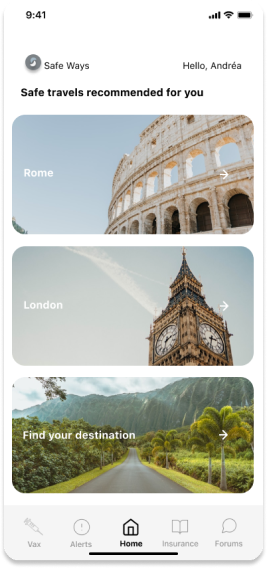 9:41
Safe Ways
Hello, Andréa
Safe travels recommended for you
Rome
London
Find your destination
Vax
Alerts
Home
Insurance
Forums